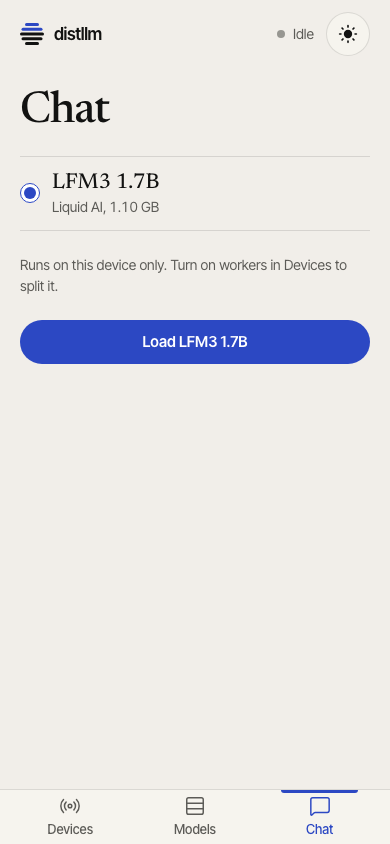 distllm
Idle
Chat
LFM3 1.7B
Liquid AI, 1.10 GB
Runs on this device only. Turn on workers in Devices to
split it.
Load LFM3 1.7B
Devices
Models
Chat